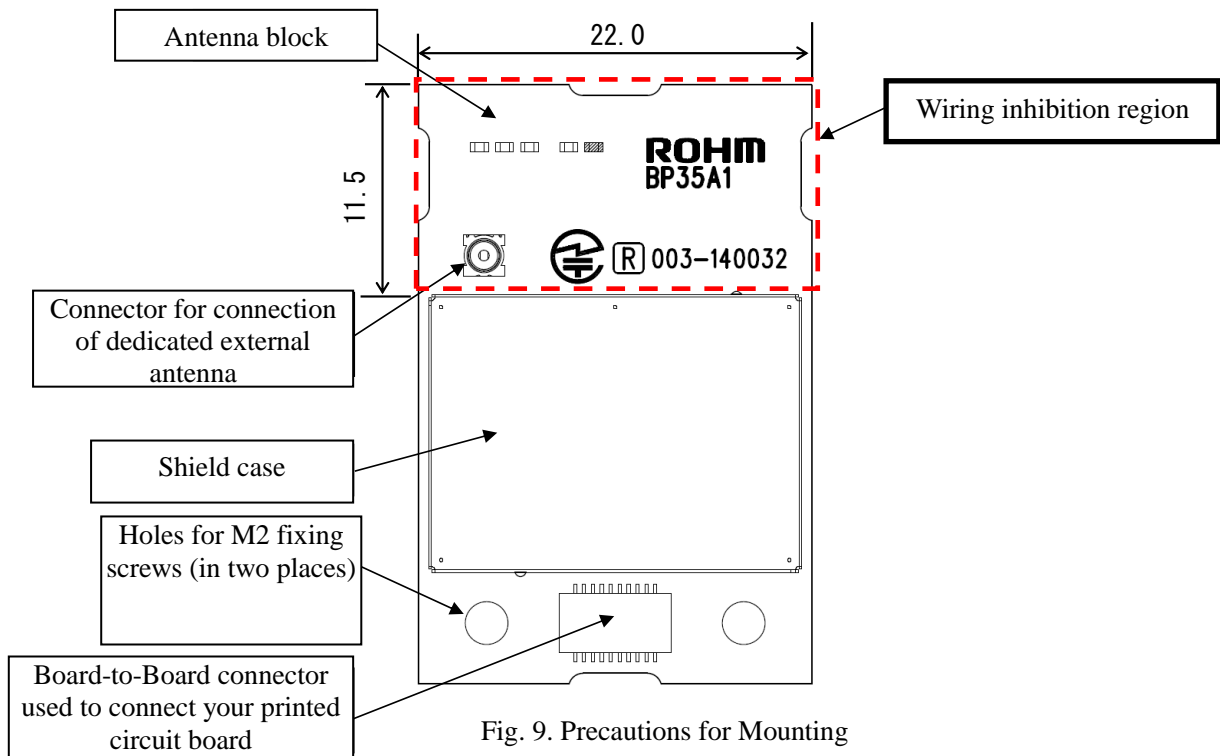 Antenna block
22.0
Wiring inhibition region
11.5
ROHM
BP35A1
R 003-140032
Connector for connection
of dedicated external
antenna
Shield case
Holes for M2 fixing
screws (in two places)
Board-to-Board connector
used to connect your printed
circuit board
Fig. 9. Precautions for Mounting